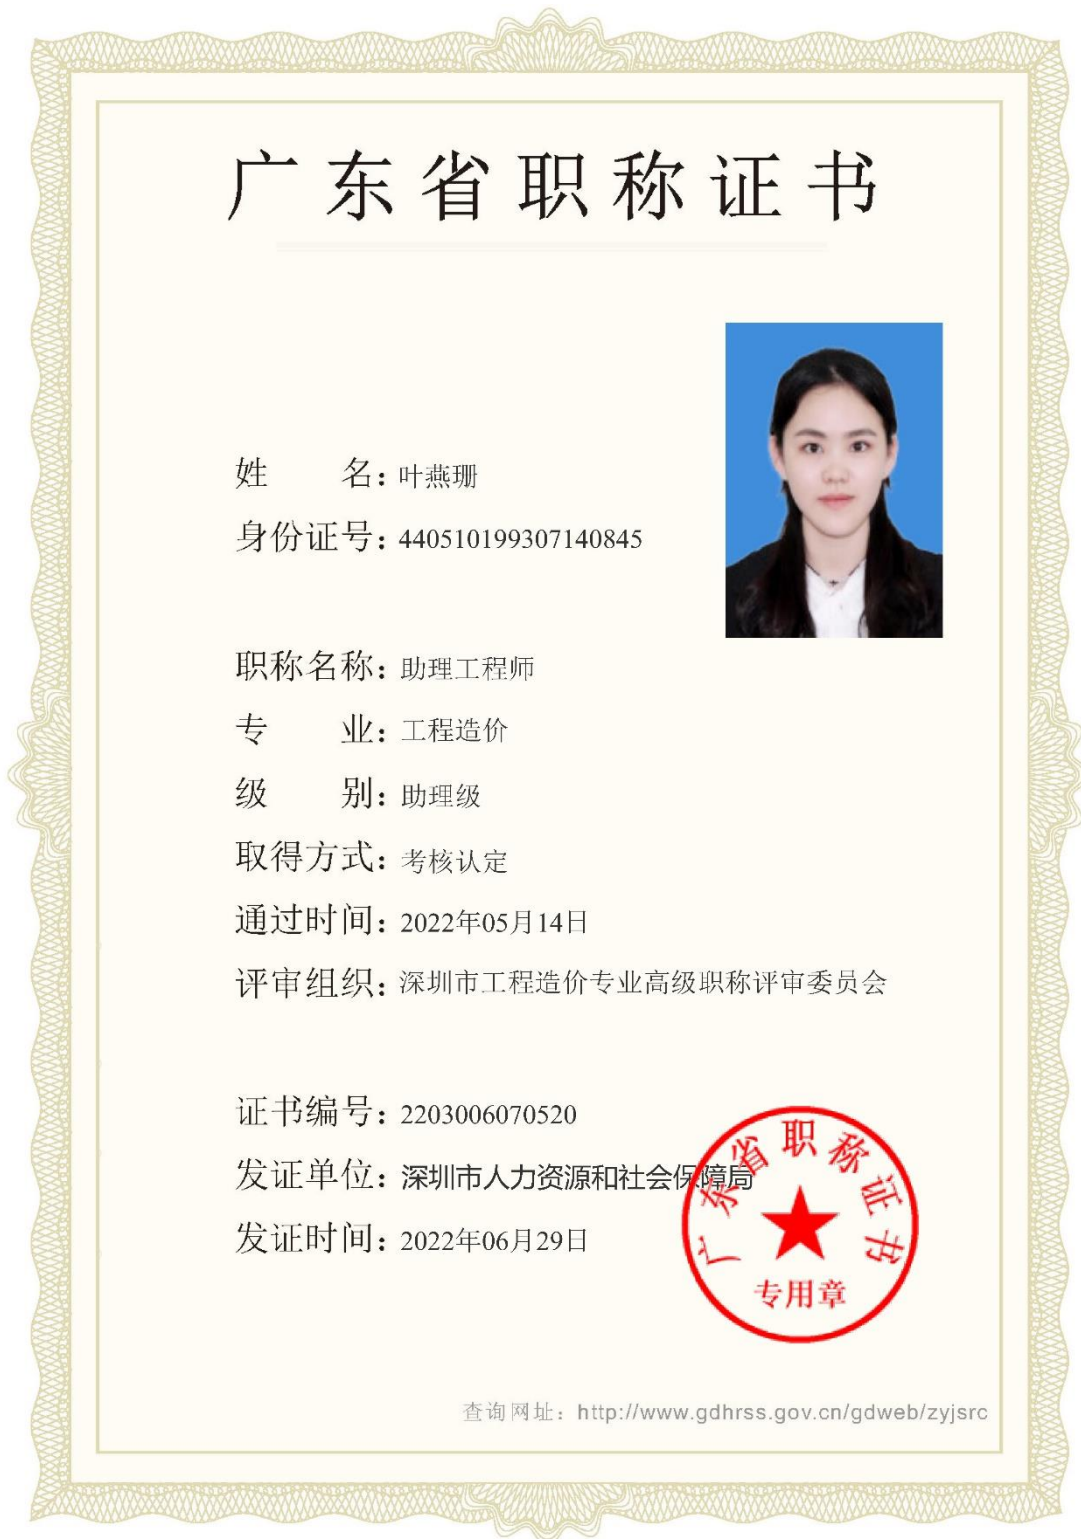 广东省职称证书
姓 名：叶燕珊
身份证号：440510199307140845
职称名称：助理工程师
专 业：工程造价
级 别：助理级
取得方式：考核认定
通过时间：2022年05月14日
评审组织：深圳市工程造价专业高级职称评审委员会
证书编号：2203006070520
发证单位：深圳市人力资源和社会保障局
发证时间：2022年06月29日
广东省职称证书
专用章
查询网址：http://www.gdhrss.gov.cn/gdweb/zyjsrc